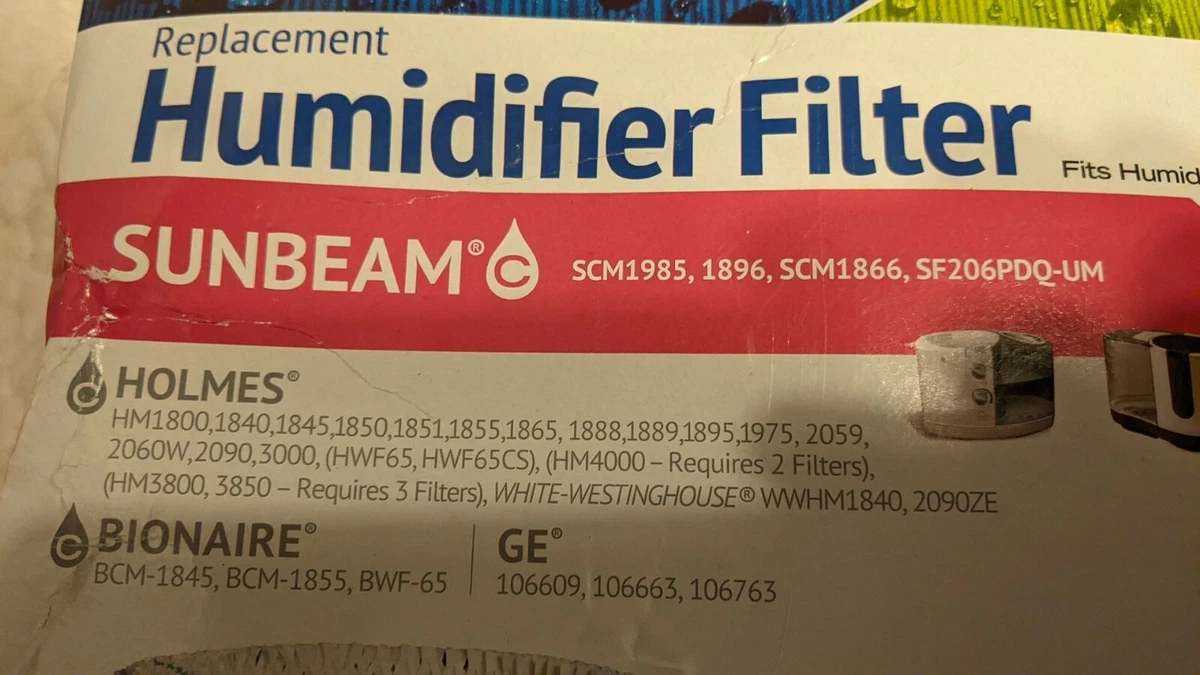 Replacement
Humidifier Filter
Fits Humid
SUNBEAM® C SCM1985, 1896, SCM1866, SF206PDQ-UM
C HOLMES®
HM1800,1840,1845,1850,1851,1855,1865, 1888,1889,1895,1975, 2059,
2060W,2090,3000, (HWF65, HWF65CS), (HM4000 – Requires 2 Filters),
(HM3800, 3850 – Requires 3 Filters), WHITE-WESTINGHOUSE® WWHM1840, 2090ZE
C BIONAIRE®
BCM-1845, BCM-1855, BWF-65
GE®
106609, 106663, 106763